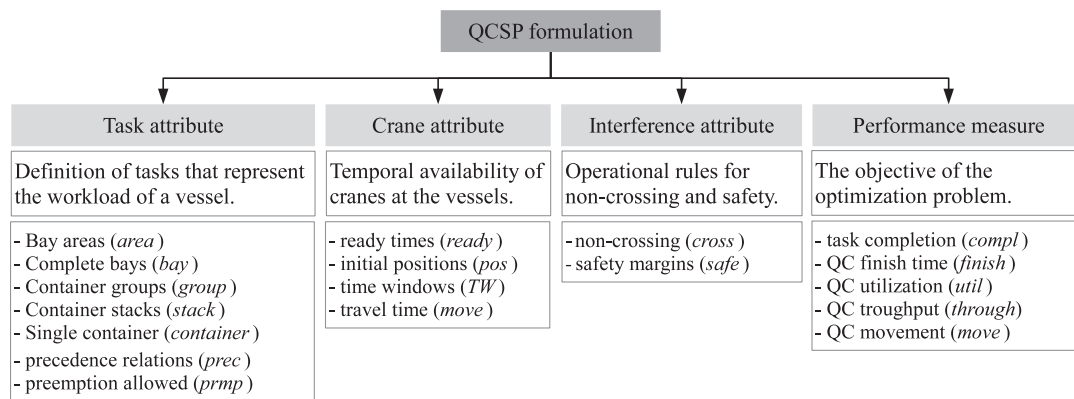 QCSP formulation
Task attribute
Definition of tasks that represent
the workload of a vessel.
- Bay areas (area)
- Complete bays (bay)
- Container groups (group)
- Container stacks (stack)
- Single container (container)
- precedence relations (prec)
- preemption allowed (prmp)
Crane attribute
Temporal availability of
cranes at the vessels.
- ready times (ready)
- initial positions (pos)
- time windows (TW)
- travel time (move)
Interference attribute
Operational rules for
non-crossing and safety.
- non-crossing (cross)
- safety margins (safe)
Performance measure
The objective of the
optimization problem.
- task completion (compl)
- QC finish time (finish)
- QC utilization (util)
- QC troughput (through)
- QC movement (move)